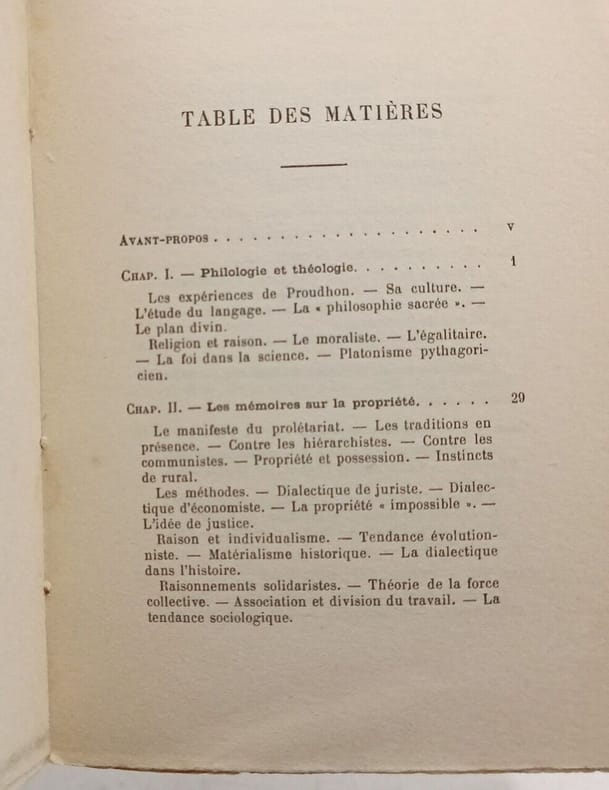 TABLE DES MATIÈRES
AVANT-PROPOS . . . . . . . . . . . . . . . . . . . . V
CHAP. I. — Philologie et théologie. . . . . . . . . . 1
Les expériences de Proudhon. — Sa culture. —
L'étude du langage. — La « philosophie sacrée ». —
Le plan divin.
Religion et raison. — Le moraliste. — L'égalitaire.
— La foi dans la science. — Platonisme pythagori-
cien.
CHAP. II. — Les mémoires sur la propriété. . . . . . 29
Le manifeste du prolétariat. — Les traditions en
présence. — Contre les hiérarchistes. — Contre les
communistes. — Propriété et possession. — Instincts
de rural.
Les méthodes. — Dialectique de juriste. — Dialec-
tique d'économiste. — La propriété « impossible ». —
L'idée de justice.
Raison et individualisme. — Tendance évolution-
niste. — Matérialisme historique. — La dialectique
dans l'histoire.
Raisonnements solidaristes. — Théorie de la force
collective. — Association et division du travail. — La
tendance sociologique.